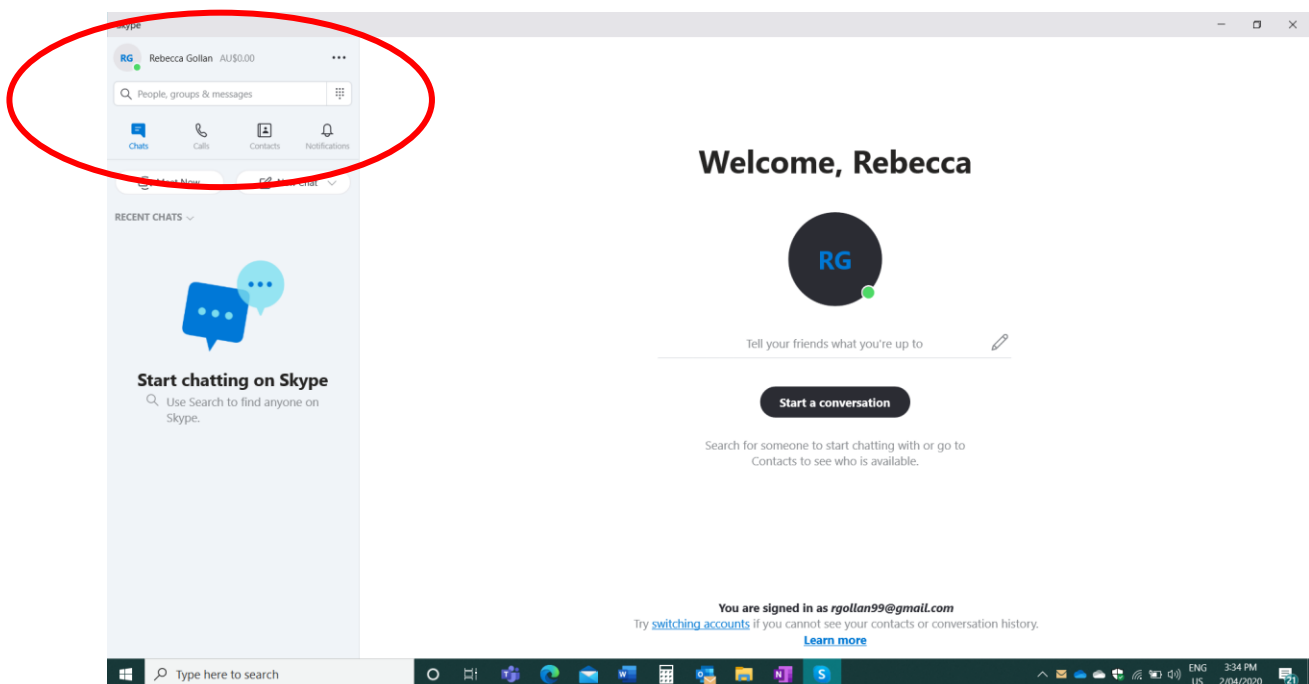 Skype
RG Rebecca Gollan AU$0.00
People, groups & messages
Chats Calls Contacts Notifications
Meet Now New Chat
RECENT CHATS
Start chatting on Skype
Use Search to find anyone on
Skype.
Welcome, Rebecca
RG
Tell your friends what you're up to
Start a conversation
Search for someone to start chatting with or go to
Contacts to see who is available.
You are signed in as rgollan99@gmail.com
Try switching accounts if you cannot see your contacts or conversation history.
Learn more
Type here to search
ENG
US
3:34 PM
2/04/2020
21